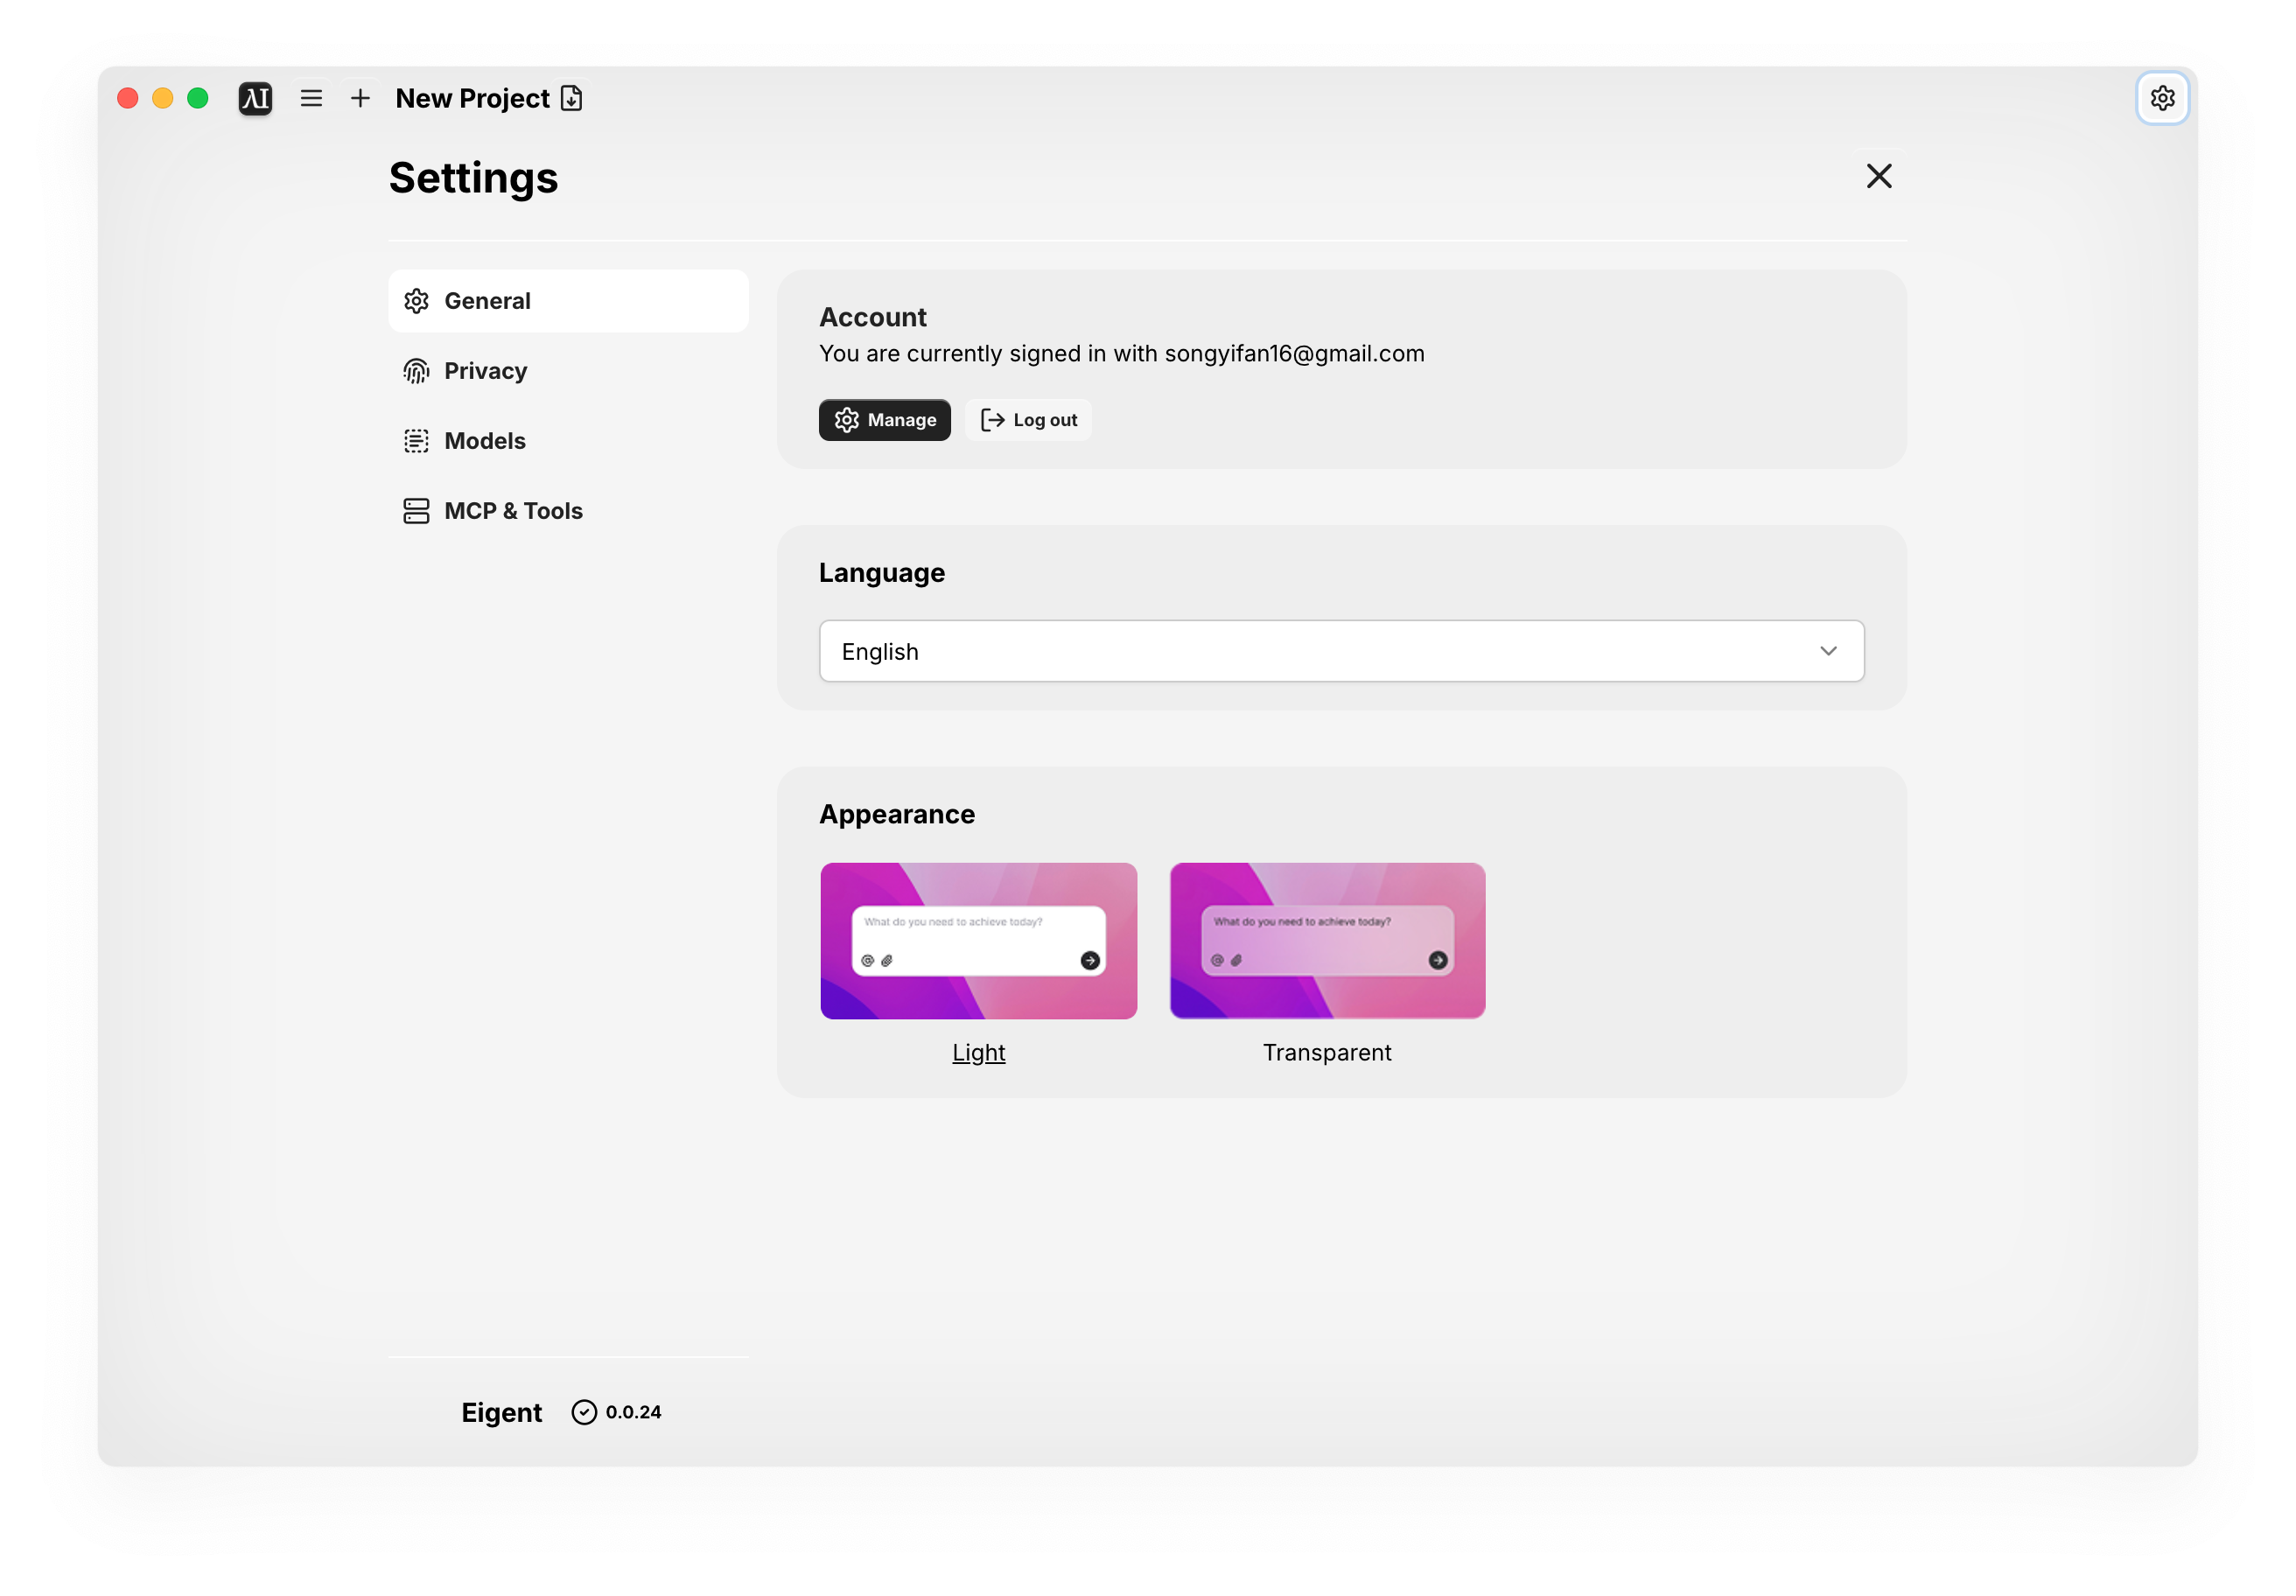 New Project
Settings
General
Privacy
Models
MCP & Tools
Account
You are currently signed in with songyifan16@gmail.com
Manage
Log out
Language
English
Appearance
What do you need to achieve today?
What do you need to achieve today?
Light
Transparent
Eigent
0.0.24